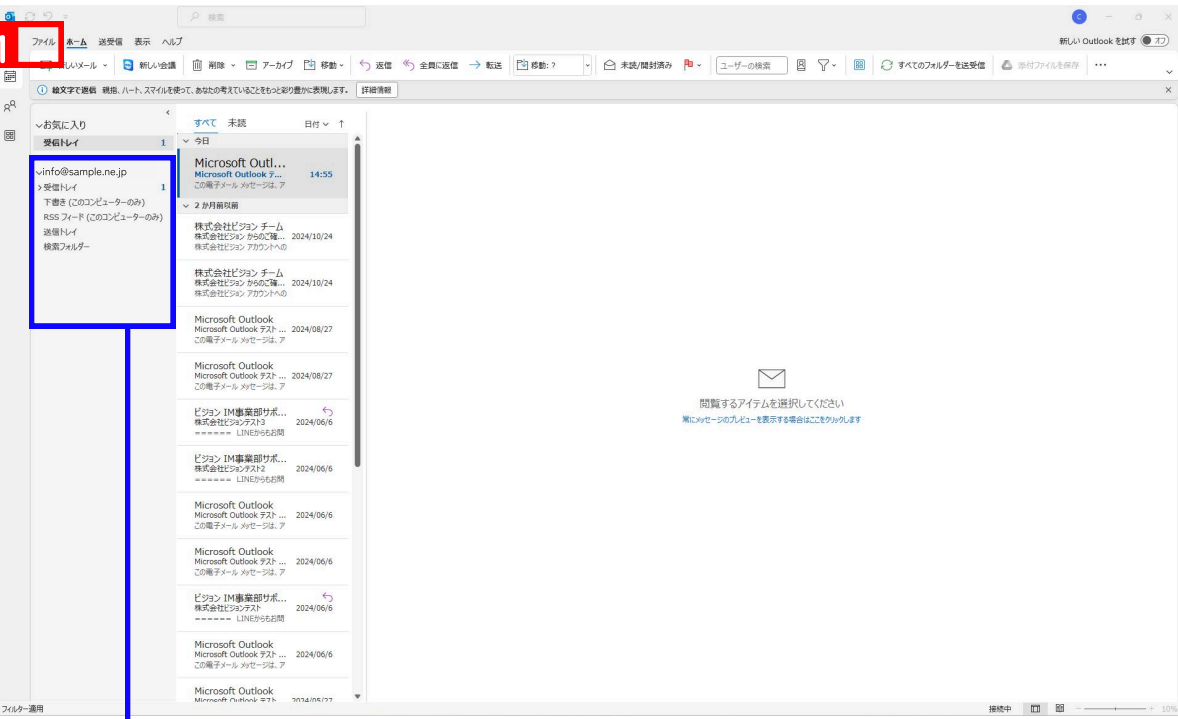 検索
1
ファイル ホーム 送受信 表示 ヘルプ
新しい Outlook を試す オフ
新しいメール 新しい会議 削除 アーカイブ 移動 返信 全員に返信 転送 移動: ? 未読/開封済み ユーザーの検索 すべてのフォルダーを送受信 添付ファイルを保存 …
絵文字で返信 親指、ハート、スマイルを使って、あなたの考えていることをもっと彩り豊かに表現します。 詳細情報
お気に入り
受信トレイ 1
info@sample.ne.jp
受信トレイ 1
下書き (このコンピューターのみ)
RSS フィード (このコンピューターのみ)
送信トレイ
検索フォルダー
すべて 未読 日付 ↑
今日
Microsoft Outl...
Microsoft Outlook テ... 14:55
この電子メール メッセージは、ア
2 か月前以前
株式会社ビジョン チーム
株式会社ビジョン からのご確... 2024/10/24
株式会社ビジョン アカウントへの
株式会社ビジョン チーム
株式会社ビジョン からのご確... 2024/10/24
株式会社ビジョン アカウントへの
Microsoft Outlook
Microsoft Outlook テスト ... 2024/08/27
この電子メール メッセージは、ア
Microsoft Outlook
Microsoft Outlook テスト ... 2024/08/27
この電子メール メッセージは、ア
ビジョン IM事業部サポ...
株式会社ビジョンテスト3 2024/06/6
====== LINEからもお問
ビジョン IM事業部サポ...
株式会社ビジョンテスト2 2024/06/6
====== LINEからもお問
Microsoft Outlook
Microsoft Outlook テスト ... 2024/06/6
この電子メール メッセージは、ア
Microsoft Outlook
Microsoft Outlook テスト ... 2024/06/6
この電子メール メッセージは、ア
ビジョン IM事業部サポ...
株式会社ビジョンテスト 2024/06/6
====== LINEからもお問
Microsoft Outlook
Microsoft Outlook テスト ... 2024/06/6
この電子メール メッセージは、ア
Microsoft Outlook
Microsoft Outlook テスト 2024/05/27
閲覧するアイテムを選択してください
常にメッセージのプレビューを表示する場合はここをクリックします
フィルター適用
接続中 10%